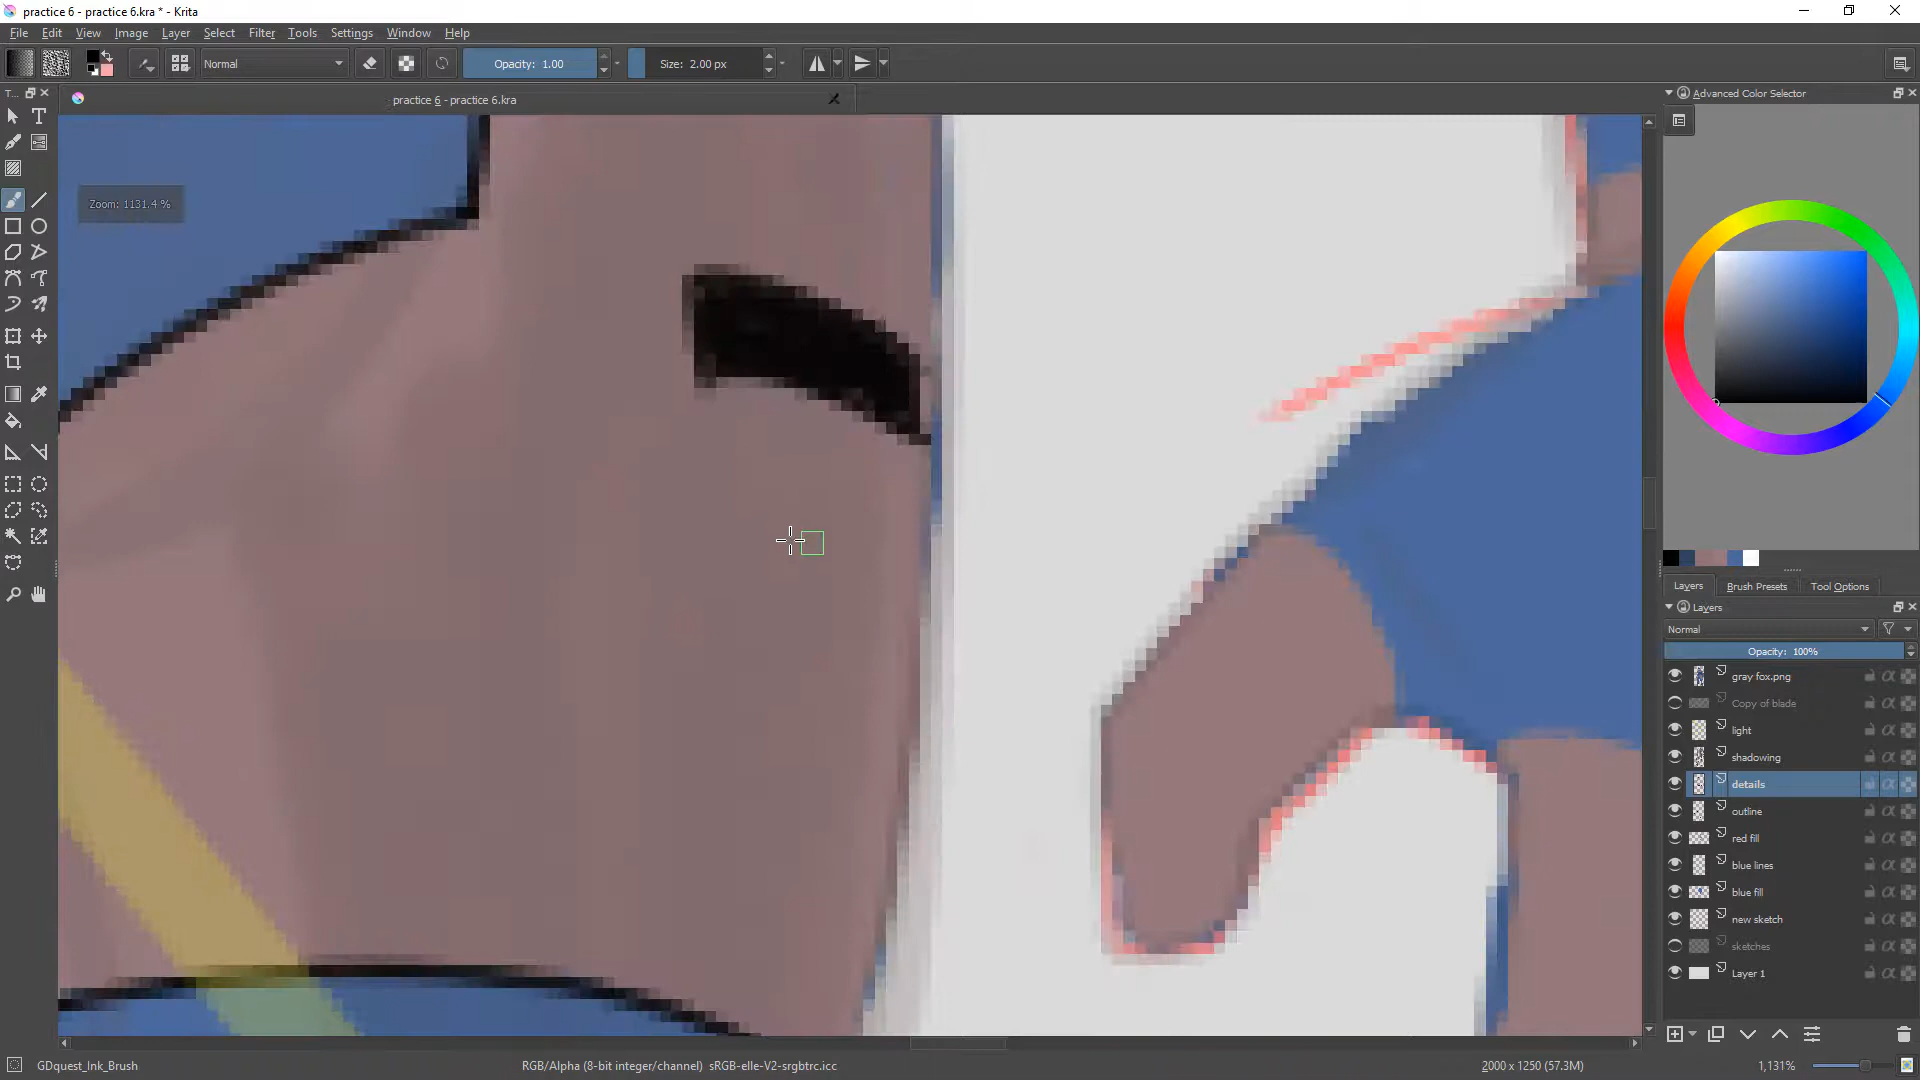 practice 6 - practice 6.kra * - Krita
File Edit View Image Layer Select Filter Tools Settings Window Help
Normal Opacity: 1.00 Size: 2.00 px
T...
practice 6 - practice 6.kra
Advanced Color Selector
Zoom: 1131.4 %
Layers Brush Presets Tool Options
Layers
Normal
Opacity: 100%
gray fox.png
Copy of blade
light
shadowing
details
outline
red fill
blue lines
blue fill
new sketch
sketches
Layer 1
GDquest_Ink_Brush RGB/Alpha (8-bit integer/channel) sRGB-elle-V2-srgbtrc.icc 2000 x 1250 (57.3M) 1,131%